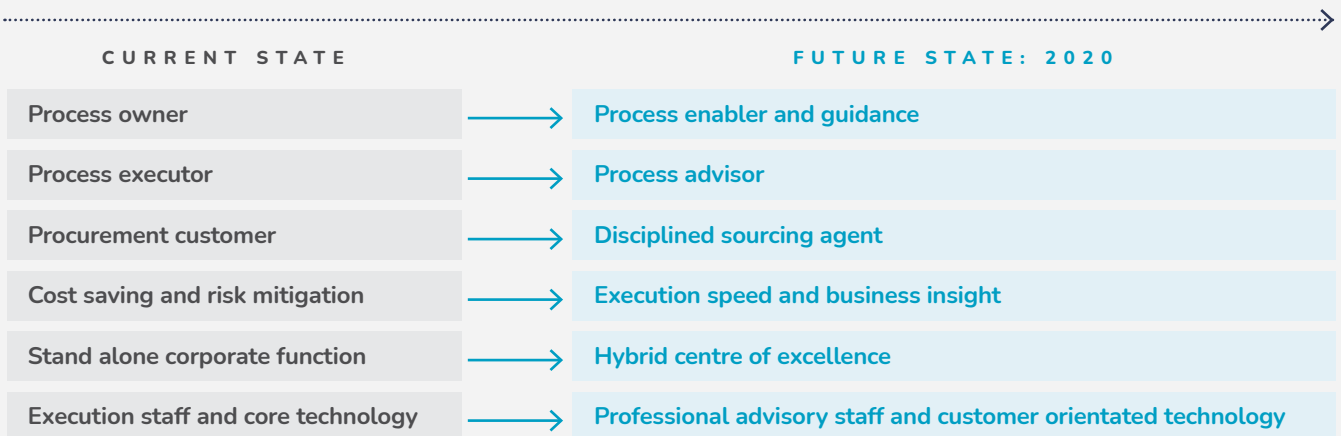 CURRENT STATE FUTURE STATE: 2020
Process owner Process enabler and guidance
Process executor Process advisor
Procurement customer Disciplined sourcing agent
Cost saving and risk mitigation Execution speed and business insight
Stand alone corporate function Hybrid centre of excellence
Execution staff and core technology Professional advisory staff and customer orientated technology